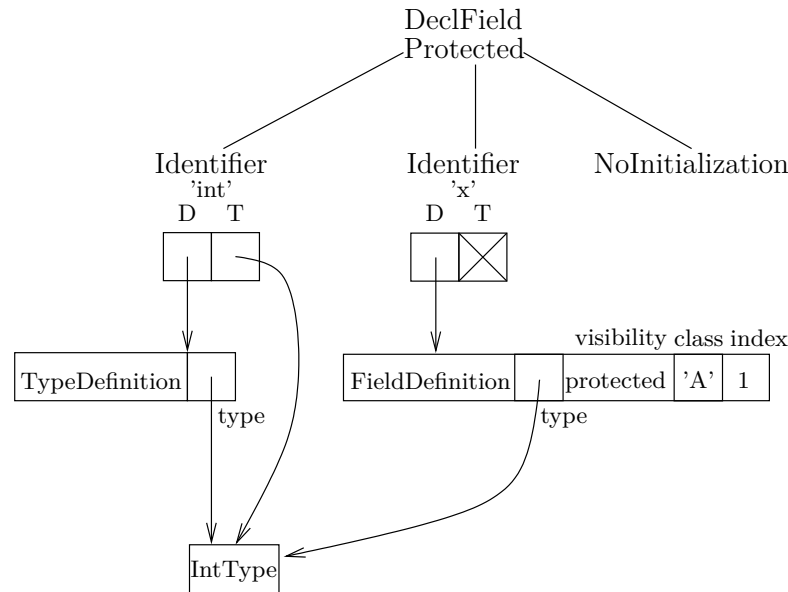 DeclField
Protected
Identifier
'int'
D T
Identifier
'x'
D T
NoInitialization
visibility class index
TypeDefinition
type
FieldDefinition
protected
'A'
1
type
IntType